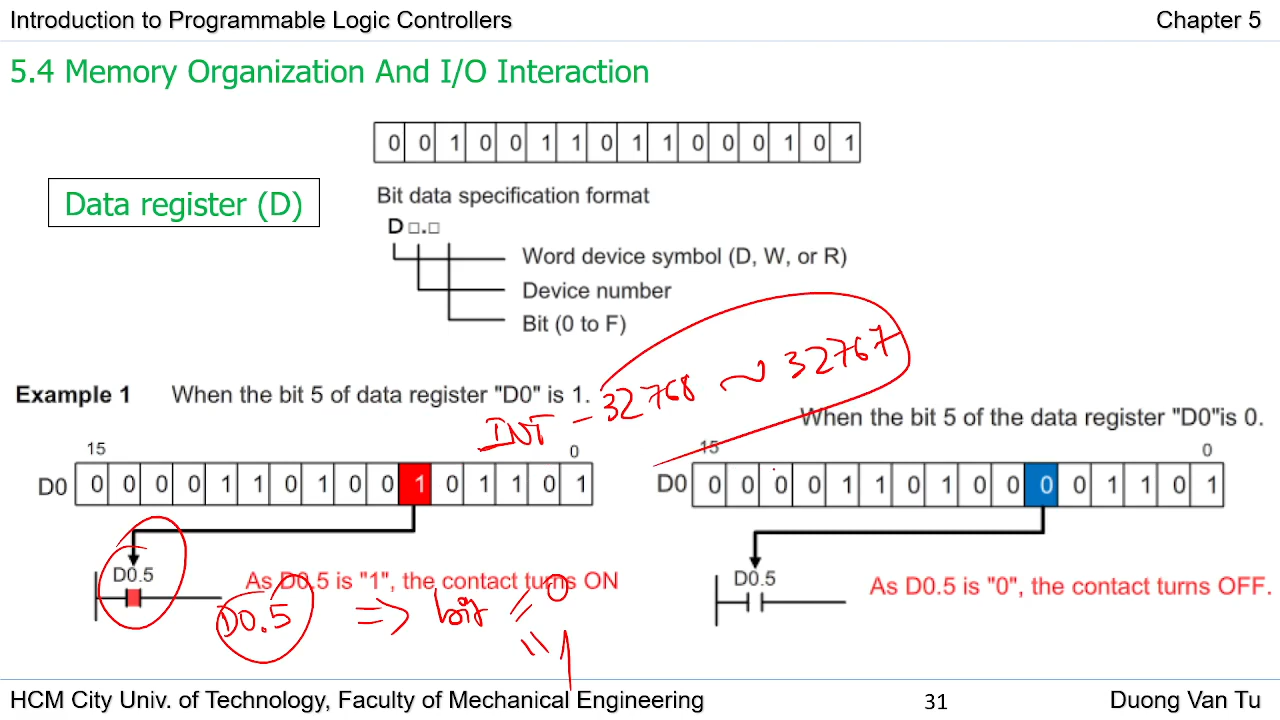 Introduction to Programmable Logic Controllers
Chapter 5
5.4 Memory Organization And I/O Interaction
0 0 1 0 0 1 1 0 1 1 0 0 0 1 0 1
Data register (D)
Bit data specification format
D □.□
Word device symbol (D, W, or R)
Device number
Bit (0 to F)
INT -32768 ~ 32767
Example 1 When the bit 5 of data register "D0" is 1.
When the bit 5 of the data register "D0"is 0.
15 0
D0 0 0 0 0 1 1 0 1 0 0 1 0 1 1 0 1
D0.5
As D0.5 is "1", the contact turns ON
D0.5 => bit = 0
= 1
15 0
D0 0 0 0 0 1 1 0 1 0 0 0 0 1 1 0 1
D0.5
As D0.5 is "0", the contact turns OFF.
HCM City Univ. of Technology, Faculty of Mechanical Engineering
31
Duong Van Tu